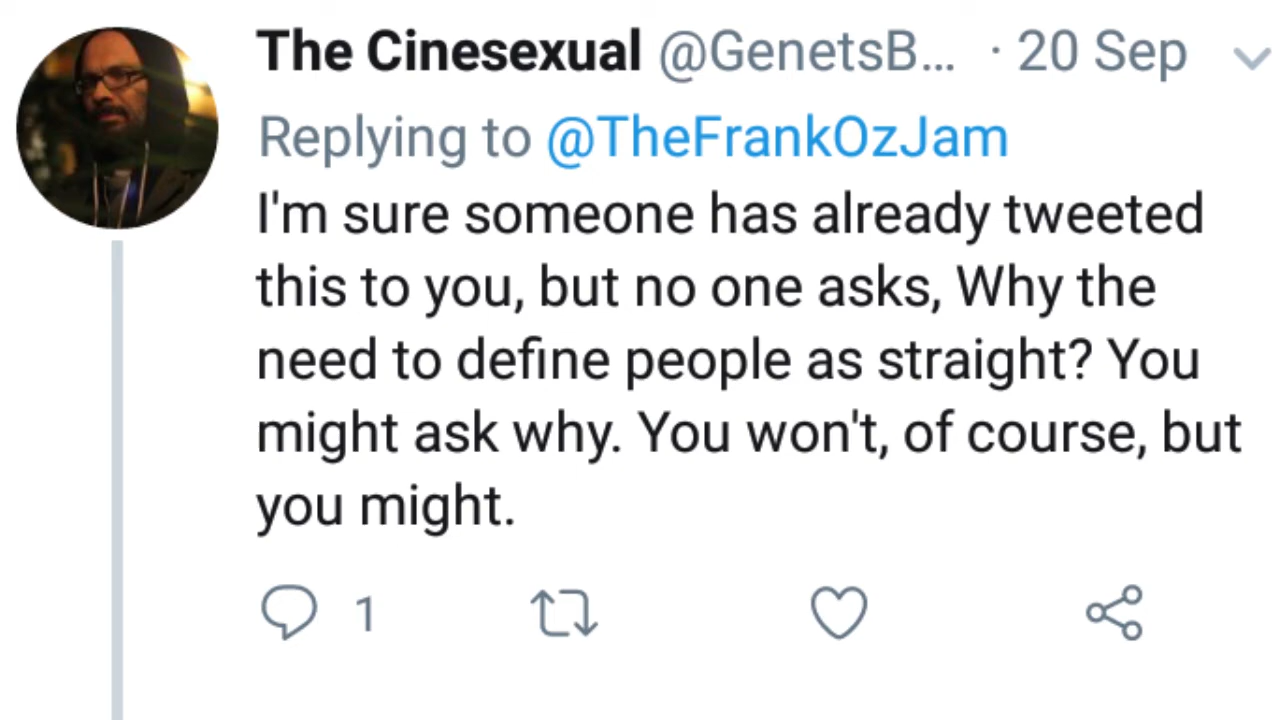 The Cinesexual @GenetsB... · 20 Sep
Replying to @TheFrankOzJam
I'm sure someone has already tweeted
this to you, but no one asks, Why the
need to define people as straight? You
might ask why. You won't, of course, but
you might.
1